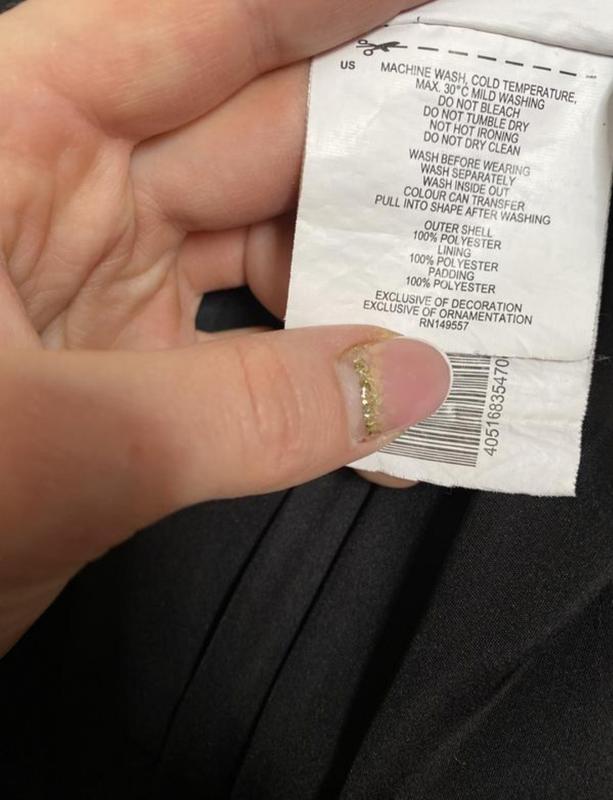 US
MACHINE WASH, COLD TEMPERATURE,
MAX. 30°C MILD WASHING
DO NOT BLEACH
DO NOT TUMBLE DRY
NOT HOT IRONING
DO NOT DRY CLEAN
WASH BEFORE WEARING
WASH SEPARATELY
WASH INSIDE OUT
COLOUR CAN TRANSFER
PULL INTO SHAPE AFTER WASHING
OUTER SHELL
100% POLYESTER
LINING
100% POLYESTER
PADDING
100% POLYESTER
EXCLUSIVE OF DECORATION
EXCLUSIVE OF ORNAMENTATION
RN149557